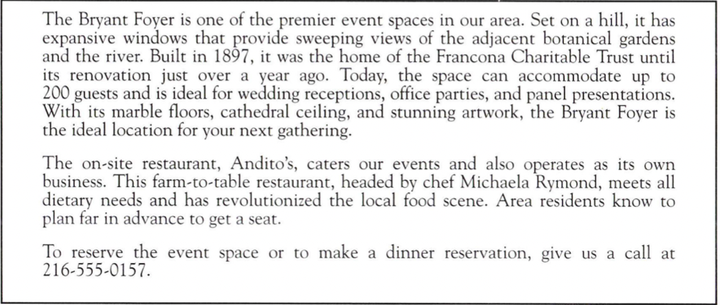 The Bryant Foyer is one of the premier event spaces in our area. Set on a hill, it has
expansive windows that provide sweeping views of the adjacent botanical gardens
and the river. Built in 1897, it was the home of the Francona Charitable Trust until
its renovation just over a year ago. Today, the space can accommodate up to
200 guests and is ideal for wedding receptions, office parties, and panel presentations.
With its marble floors, cathedral ceiling, and stunning artwork, the Bryant Foyer is
the ideal location for your next gathering.
The on-site restaurant, Andito's, caters our events and also operates as its own
business. This farm-to-table restaurant, headed by chef Michaela Rymond, meets all
dietary needs and has revolutionized the local food scene. Area residents know to
plan far in advance to get a seat.
To reserve the event space or to make a dinner reservation, give us a call at
216-555-0157.